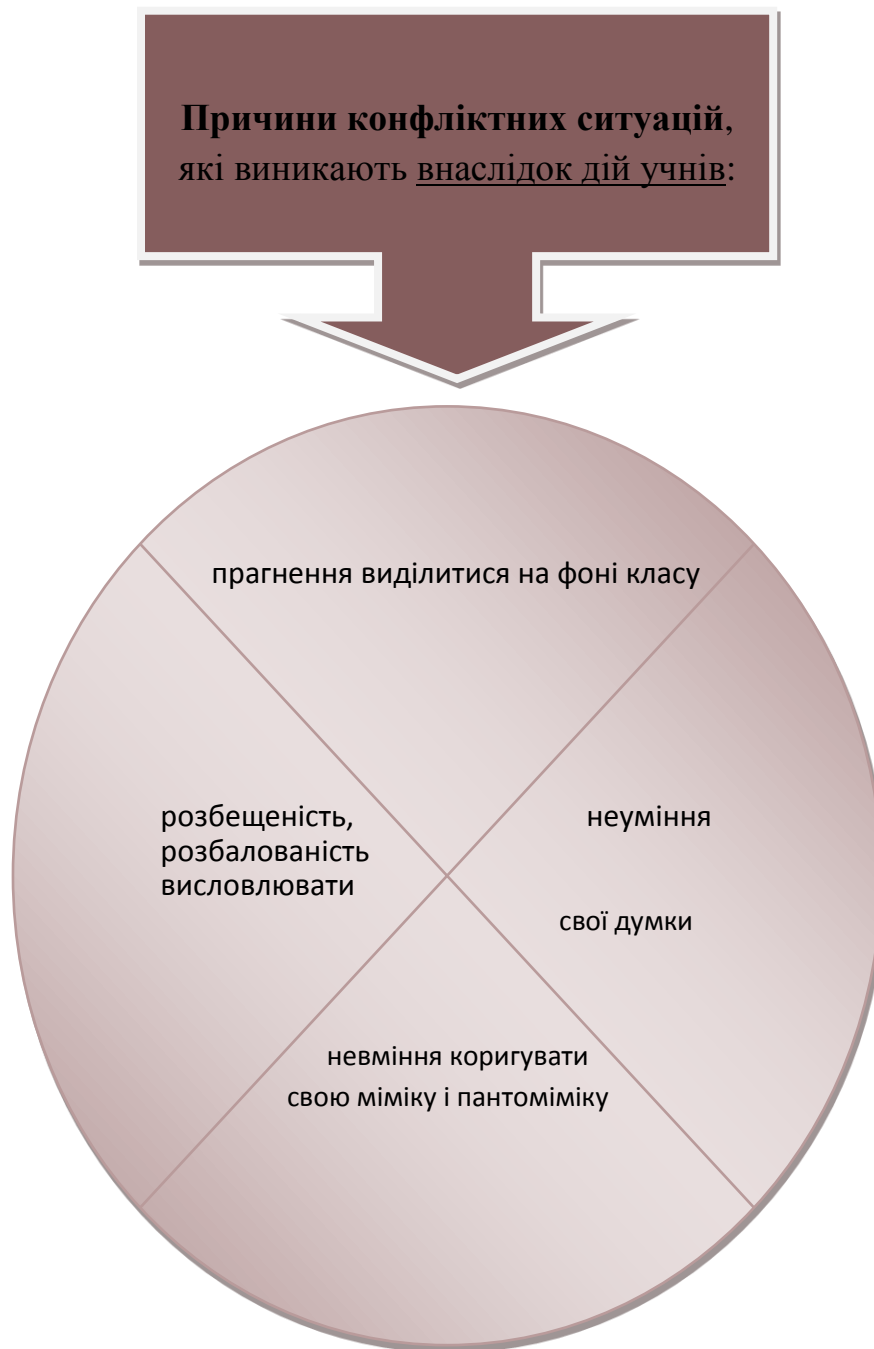 Причини конфліктних ситуацій,
які виникають внаслідок дій учнів:
прагнення виділитися на фоні класу
розбещеність,
розбалованість
висловлювати
неуміння
свої думки
невміння коригувати
свою міміку і пантоміміку